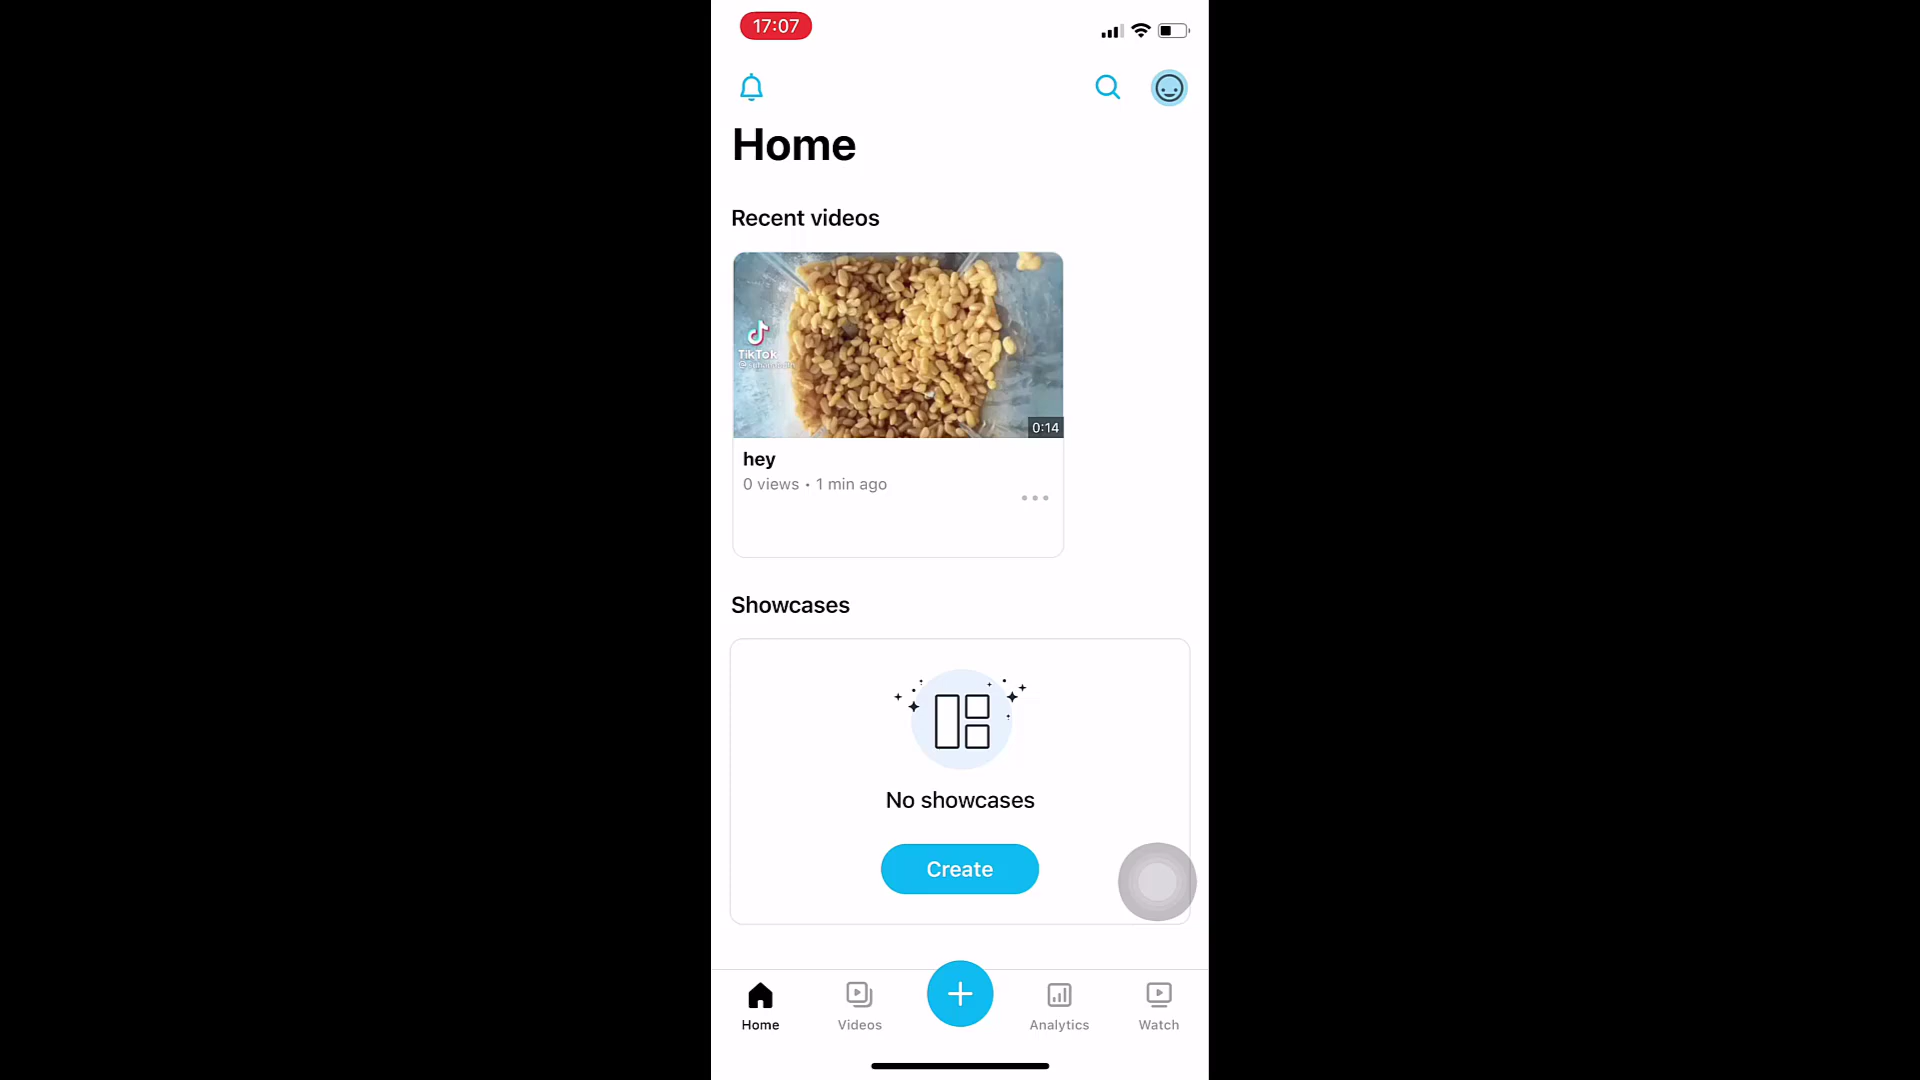 17:07
Home
Recent videos
TikTok
0:14
hey
0 views • 1 min ago
Showcases
No showcases
Create
Home
Videos
Analytics
Watch